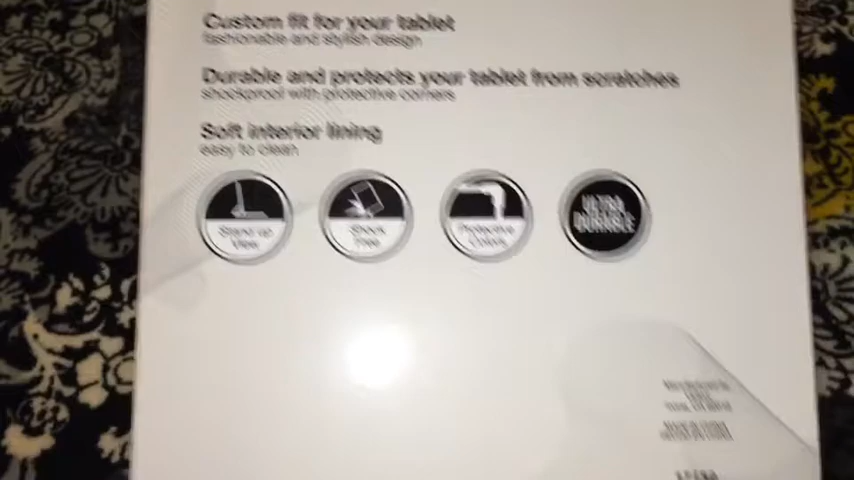 Custom fit for your tablet
fashionable and stylish design
Durable and protects your tablet from scratches
shockproof with protective corners
Soft interior lining
easy to clean
Stand up
View
Shock
Free
Protective
Colors
ULTRA
DURABLE